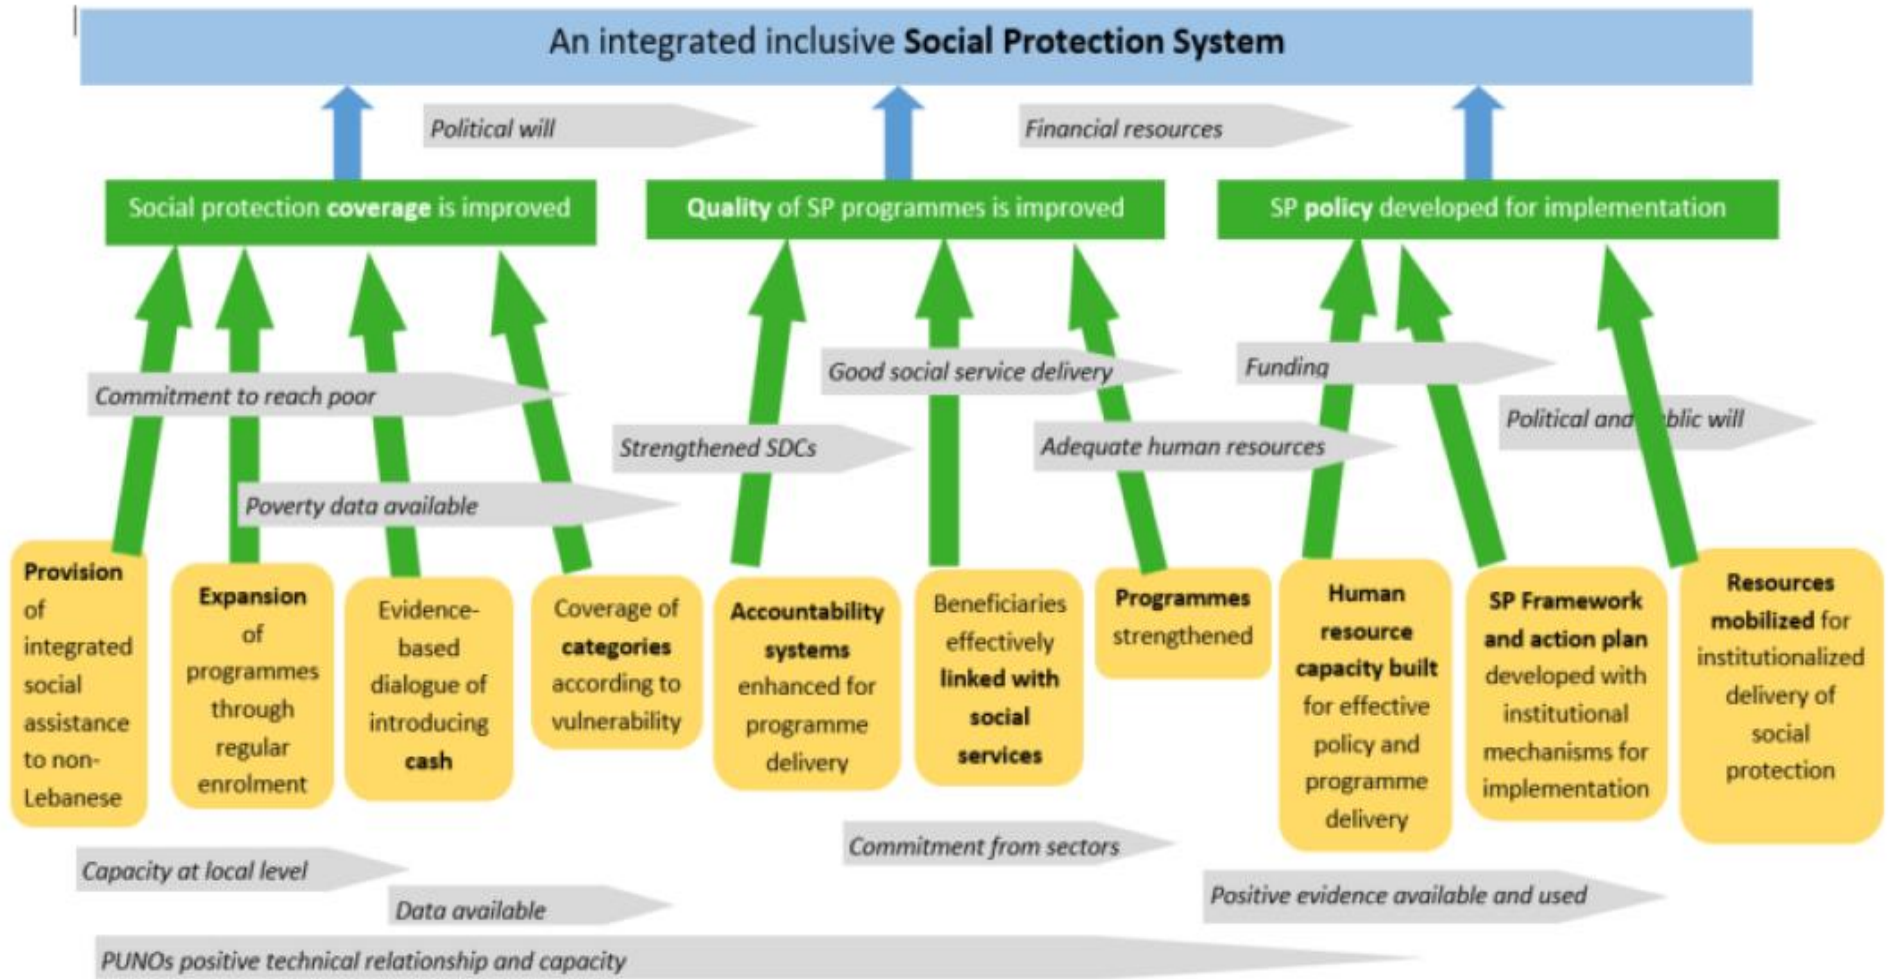 An integrated inclusive Social Protection System
Political will
Financial resources
Social protection coverage is improved
Quality of SP programmes is improved
SP policy developed for implementation
Good social service delivery
Funding
Commitment to reach poor
Political and blic will
Strengthened SDCs
Adequate human resources
Poverty data available
Provision
of
integrated
social
assistance
to non-
Lebanese
Expansion
of
programmes
through
regular
enrolment
Evidence-
based
dialogue of
introducing
cash
Coverage of
categories
according to
vulnerability
Accountability
systems
enhanced for
programme
delivery
Beneficiaries
effectively
linked with
social
services
Programmes
strengthened
Human
resource
capacity built
for effective
policy and
programme
delivery
SP Framework
and action plan
developed with
institutional
mechanisms for
implementation
Resources
mobilized for
institutionalized
delivery of
social
protection
Commitment from sectors
Capacity at local level
Positive evidence available and used
Data available
PUNOs positive technical relationship and capacity